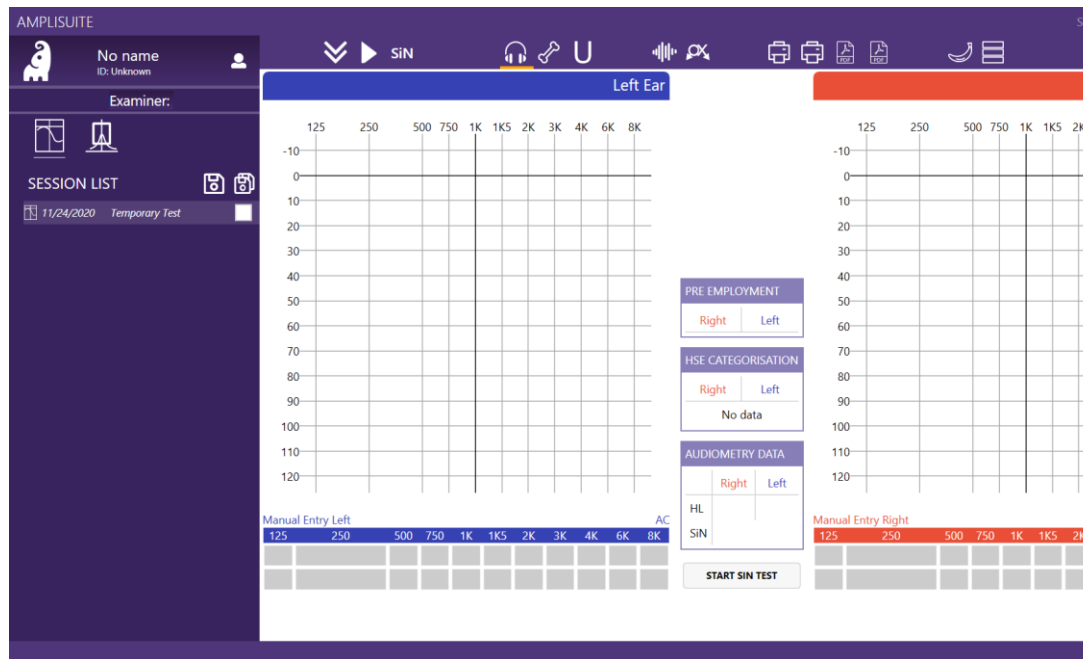 AMPLISUITE
No name
ID: Unknown
Examiner:
SESSION LIST
11/24/2020 Temporary Test
SiN
PDF PDF
Left Ear
125 250 500 750 1K 1K5 2K 3K 4K 6K 8K
-10
0
10
20
30
40
50
60
70
80
90
100
110
120
Manual Entry Left AC
125 250 500 750 1K 1K5 2K 3K 4K 6K 8K
PRE EMPLOYMENT
Right Left
HSE CATEGORISATION
Right Left
No data
AUDIOMETRY DATA
Right Left
HL
SiN
START SIN TEST
125 250 500 750 1K 1K5
-10
0
10
20
30
40
50
60
70
80
90
100
110
120
Manual Entry Right
125 250 500 750 1K 1K5